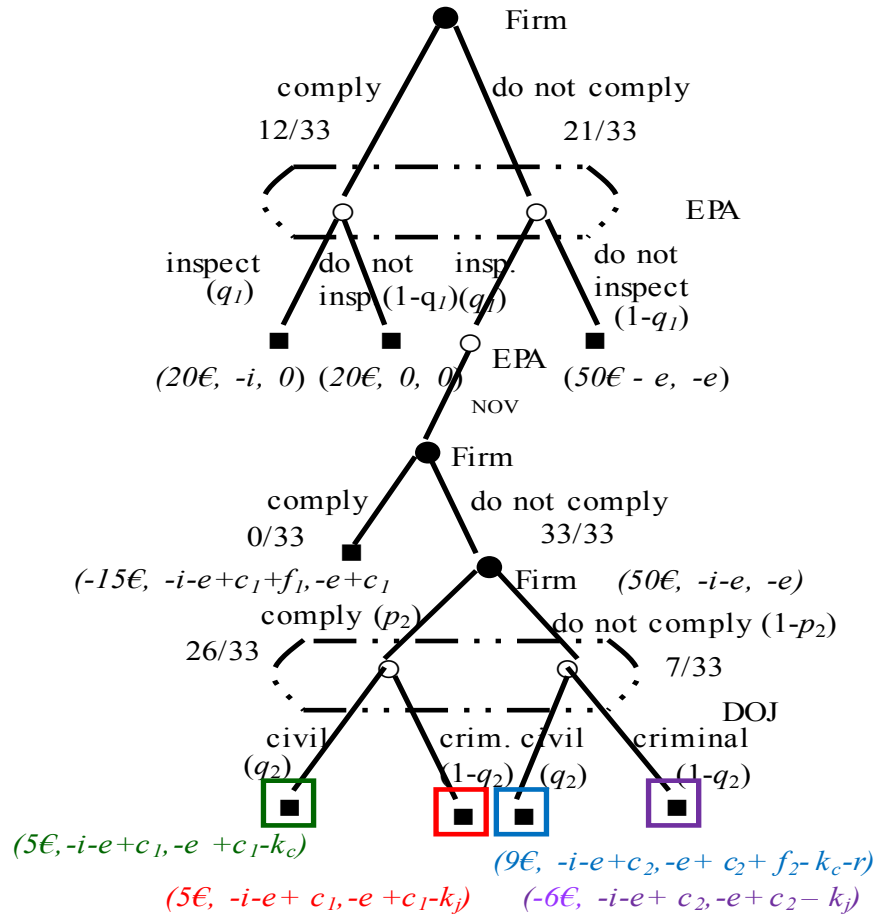 Firm
comply
do not comply
12/33
21/33
EPA
inspect
(q₁)
do not
insp.(1-q₁)
insp.
(q₁)
do not
inspect
(1-q₁)
EPA
(20€, -i, 0)
(20€, 0, 0)
(50€ - e, -e)
NOV
Firm
comply
do not comply
0/33
33/33
(-15€, -i-e+c₁+f₁,-e+c₁
Firm
(50€, -i-e, -e)
comply (p₂)
do not comply (1-p₂)
26/33
7/33
DOJ
civil
(q₂)
crim.
(1-q₂)
civil
(q₂)
criminal
(1-q₂)
(5€,-i-e+c₁,-e +c₁-k_c)
(9€, -i-e+c₂,-e+ c₂+ f₂- k_c-r)
(5€, -i-e+ c₁,-e +c₁-k_j)
(-6€, -i-e+ c₂,-e+ c₂– k_j)